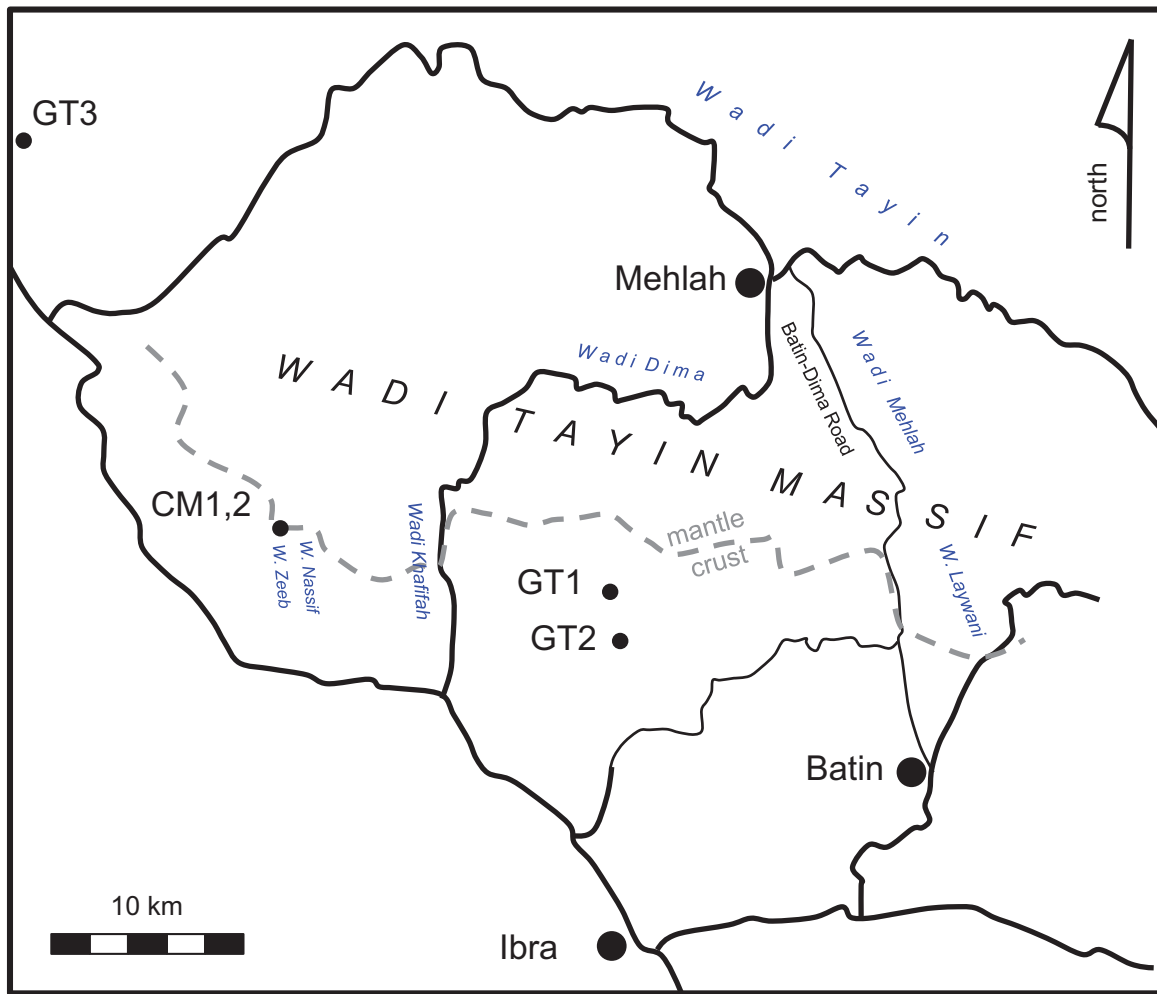 GT3
Wadi Tayin
north
Mehlah
Batin-Dima Road
Wadi Mehlah
Wadi Dima
WADI TAYIN MASSIF
CM1,2
W. Nassif
W. Zeeb
Wadi Khafifah
mantle
crust
W. Laywani
GT1
GT2
Batin
10 km
Ibra